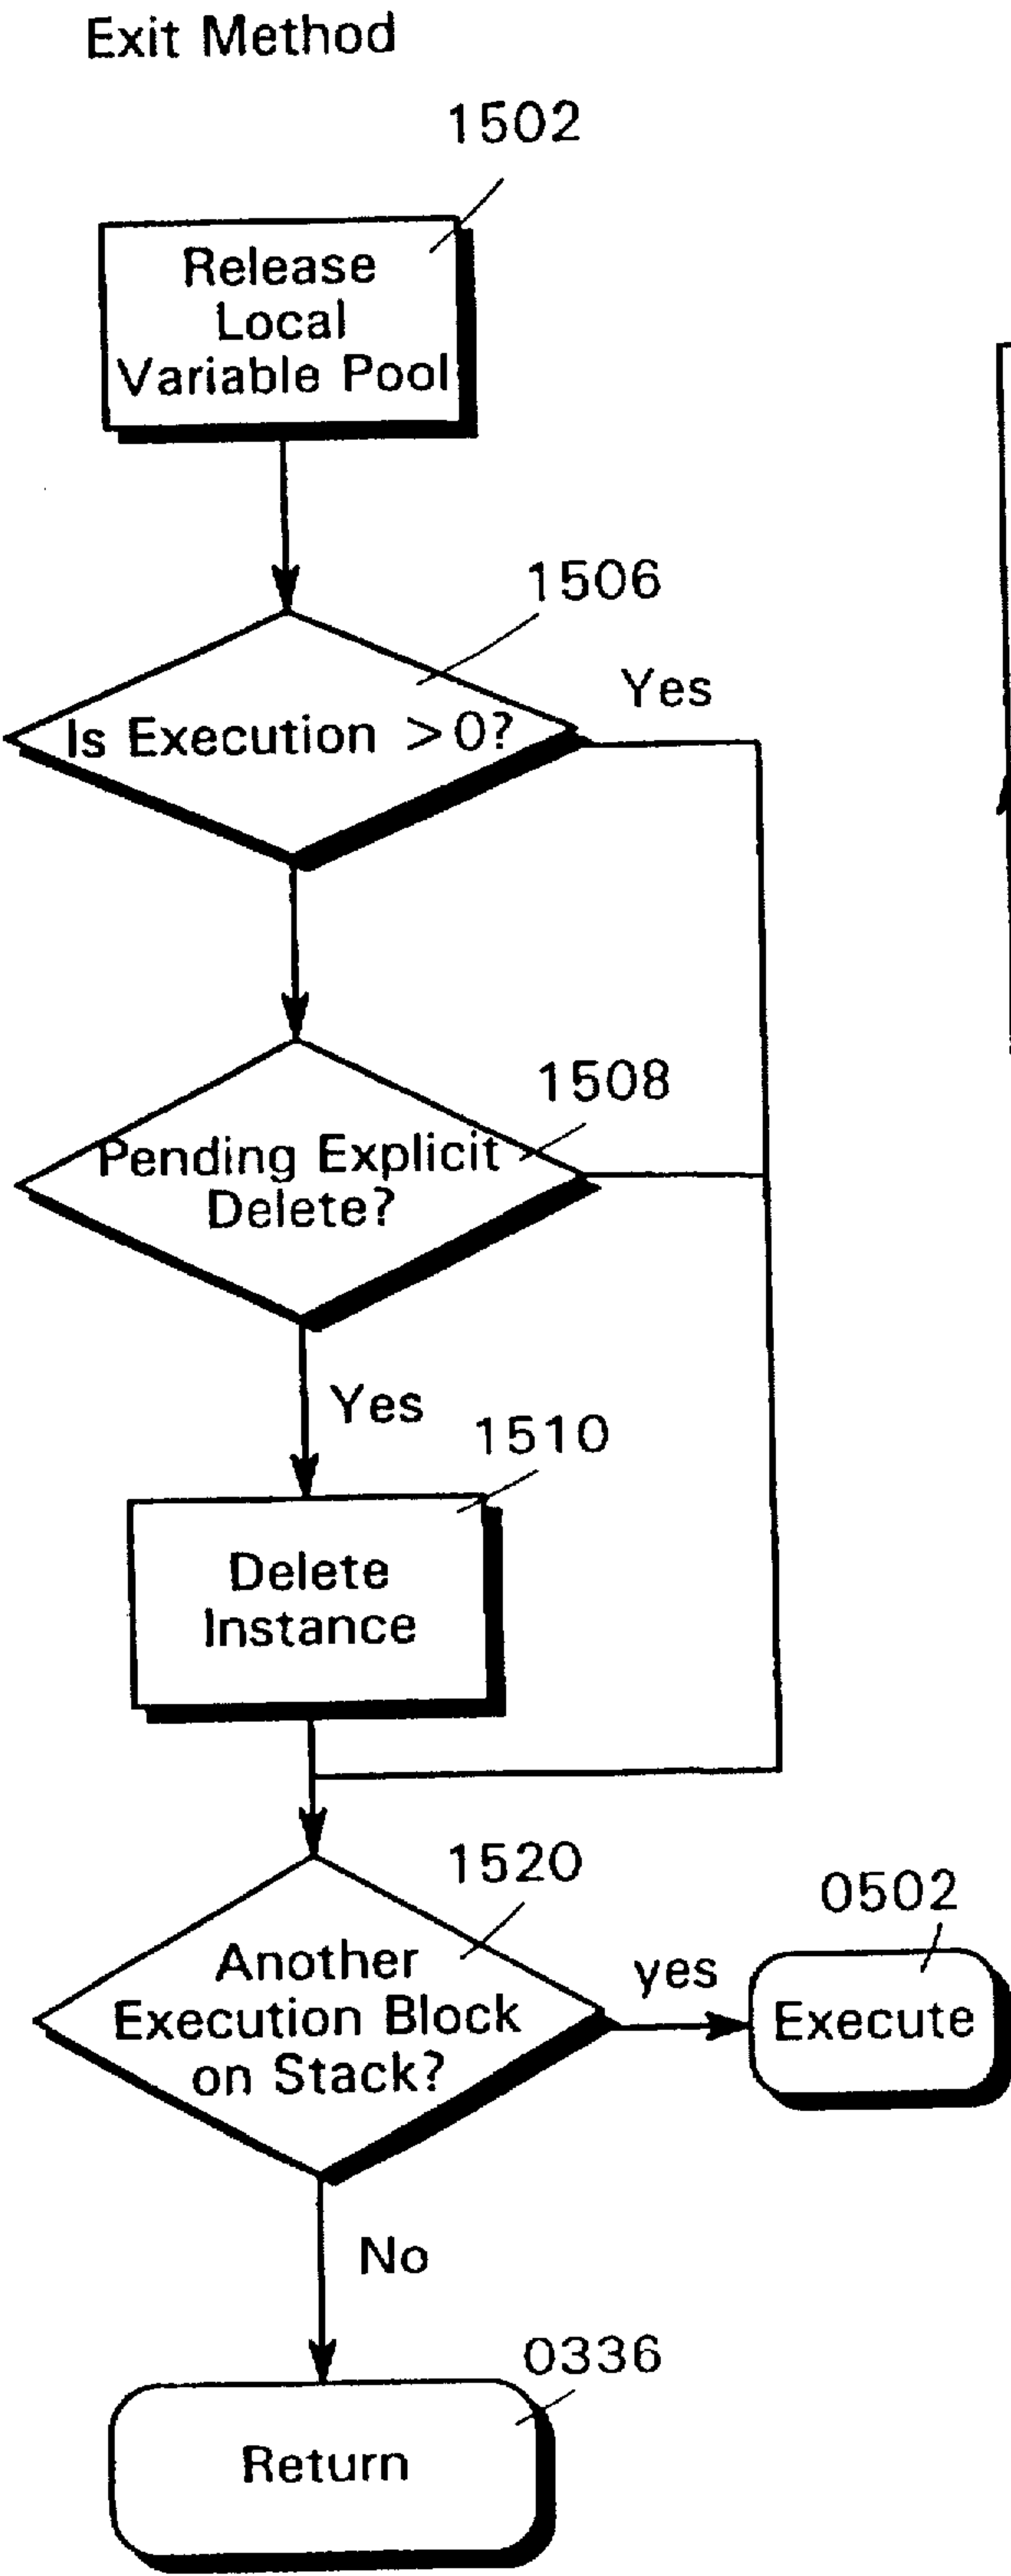 Exit Method
1502
Release
Local
Variable Pool
1506
Yes
Is Execution >0?
1508
Pending Explicit
Delete?
Yes
1510
Delete
Instance
1520
0502
Another
Execution Block
on Stack?
yes
Execute
No
0336
Return